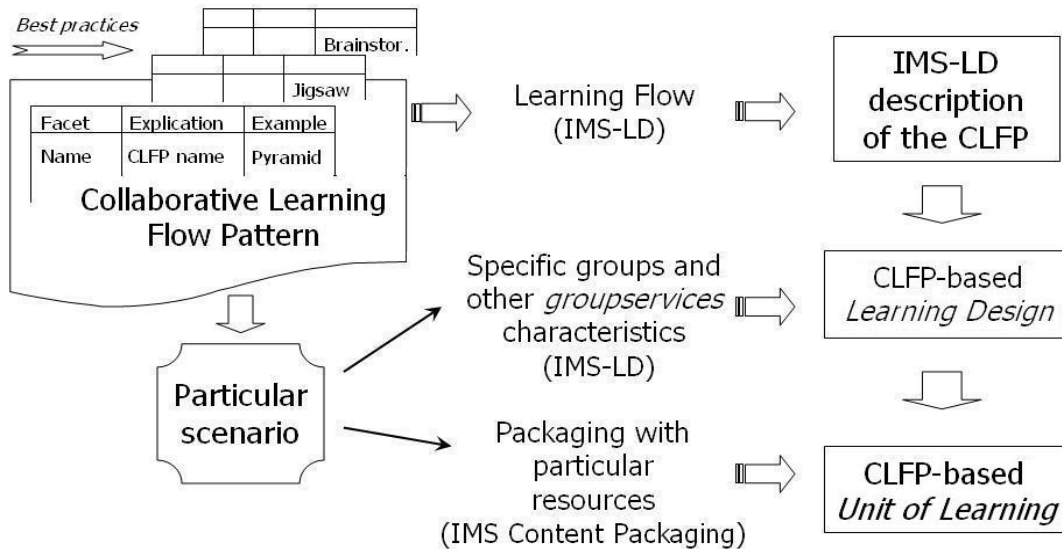 Best practices
Brainstor.
Jigsaw
Facet Explication Example
Name CLFP name Pyramid
Collaborative Learning
Flow Pattern
Learning Flow
(IMS-LD)
IMS-LD
description
of the CLFP
Particular
scenario
Specific groups and
other groupservices
characteristics
(IMS-LD)
CLFP-based
Learning Design
Packaging with
particular
resources
(IMS Content Packaging)
CLFP-based
Unit of Learning